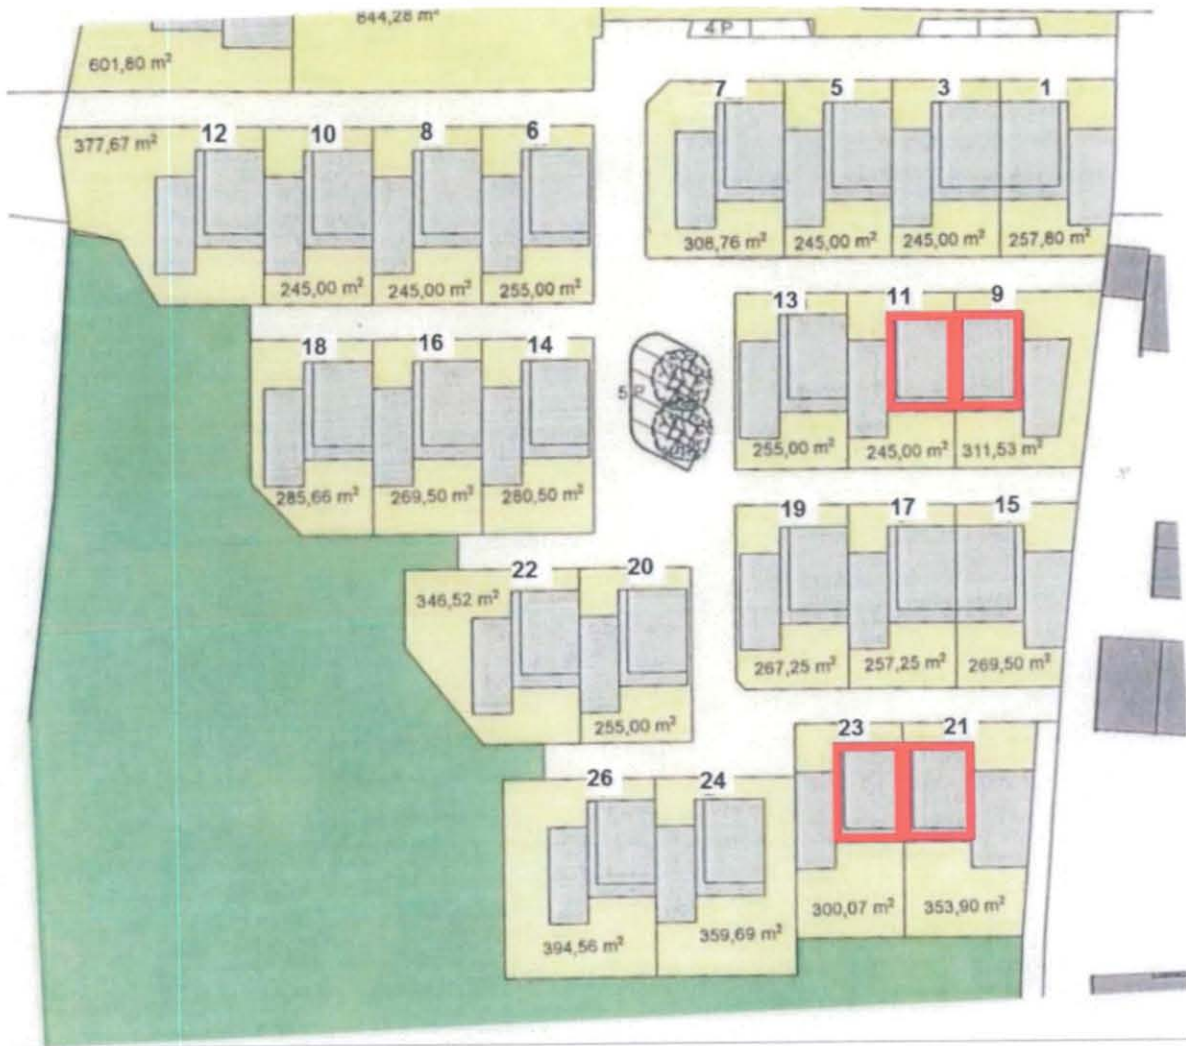 844,28 m²
601,80 m²
4 P
7 5 3 1
12 10 8 6
377,67 m²
308,76 m² 245,00 m² 245,00 m² 257,80 m²
245,00 m² 245,00 m² 255,00 m²
13 11 9
18 16 14
5 P
255,00 m² 245,00 m² 311,53 m²
285,66 m² 269,50 m² 280,50 m²
19 17 15
22 20
346,52 m²
267,25 m² 257,25 m² 269,50 m²
255,00 m²
23 21
26 24
300,07 m² 353,90 m²
394,56 m² 359,69 m²